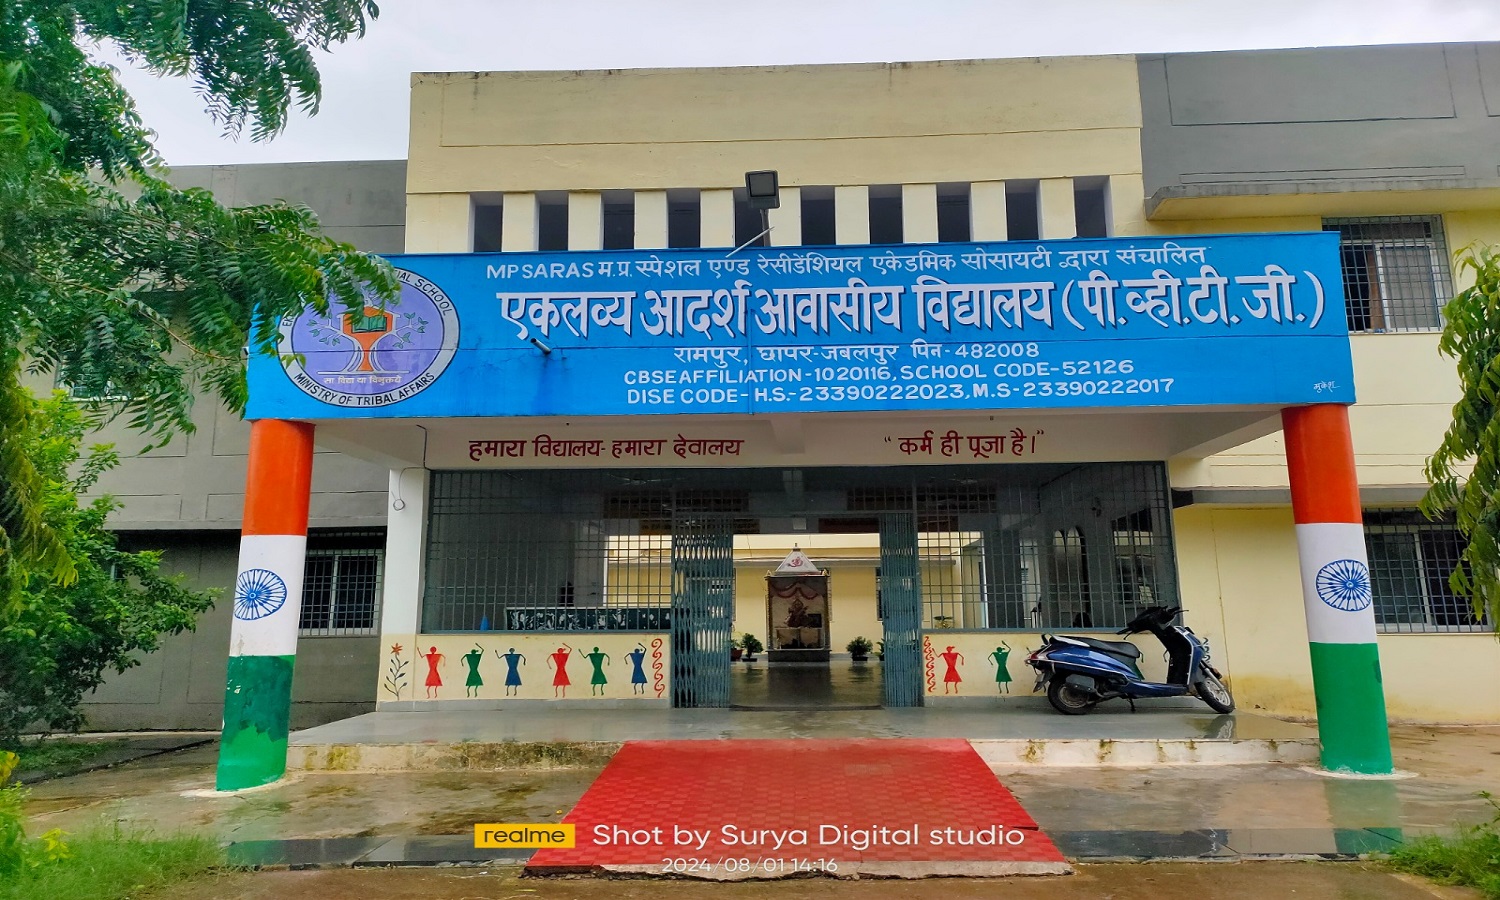 MPSARAS म.प्र. स्पेशल एण्ड रेसीडेंशियल एकेडमिक सोसायटी द्वारा संचालित
एकलव्य आदर्श आवासीय विद्यालय (पी.व्ही.टी.जी.)
रामपुर, छापर-जबलपुर पिन-482008
CBSE AFFILIATION-1020116, SCHOOL CODE-52126
DISE CODE-H.S.-23390222023, M.S-23390222017
मुकेश
SCHOOL
सा विद्या या विमुक्तये
MINISTRY OF TRIBAL AFFAIRS
हमारा विद्यालय-हमारा देवालय
"कर्म ही पूजा है।"
realme Shot by Surya Digital studio
2024/08/01 14:16